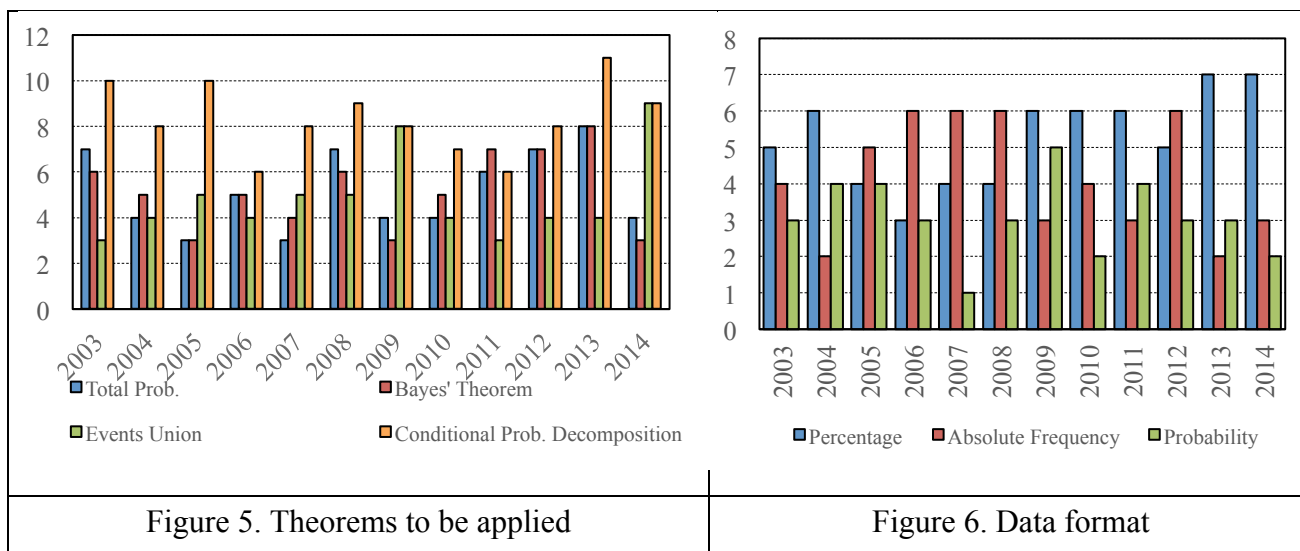 12
10
8
6
4
2
0
2003 2004 2005 2006 2007 2008 2009 2010 2011 2012 2013 2014
Total Prob. Bayes' Theorem
Events Union Conditional Prob. Decomposition
8
7
6
5
4
3
2
1
0
2003 2004 2005 2006 2007 2008 2009 2010 2011 2012 2013 2014
Percentage Absolute Frequency Probability
Figure 5. Theorems to be applied
Figure 6. Data format